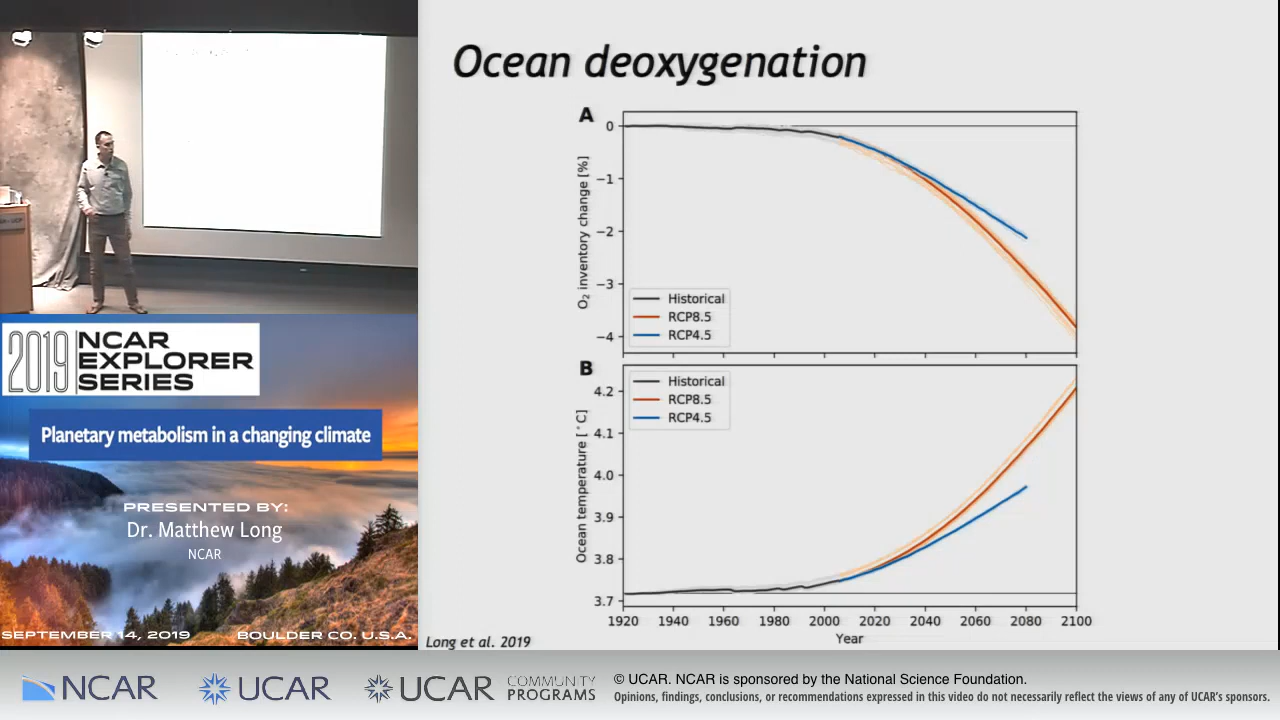 Ocean deoxygenation
A
0
−1
−2
−3
−4
O2 inventory change [%]
Historical
RCP8.5
RCP4.5
B
Historical
RCP8.5
RCP4.5
4.2
4.1
4.0
3.9
3.8
3.7
Ocean temperature [°C]
1920 1940 1960 1980 2000 2020 2040 2060 2080 2100
Year
Long et al. 2019
2019 NCAR
EXPLORER
SERIES
Planetary metabolism in a changing climate
PRESENTED BY:
Dr. Matthew Long
NCAR
SEPTEMBER 14, 2019 BOULDER CO. U.S.A.
NCAR UCAR UCAR COMMUNITY PROGRAMS
© UCAR. NCAR is sponsored by the National Science Foundation.
Opinions, findings, conclusions, or recommendations expressed in this video do not necessarily reflect the views of any of UCAR's sponsors.